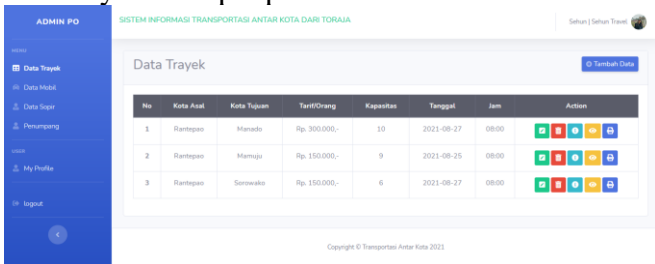 ADMIN PO
SISTEM INFORMASI TRANSPORTASI ANTAR KOTA DARI TORAJA
Sehun | Sehun Travel
MENU
Data Trayek
Data Mobil
Data Sopir
Penumpang
USER
My Profile
logout
Data Trayek
Tambah Data
No Kota Asal Kota Tujuan Tarif/Orang Kapasitas Tanggal Jam Action
1 Rantepao Manado Rp. 300.000,- 10 2021-08-27 08:00
2 Rantepao Mamuju Rp. 150.000,- 9 2021-08-25 09:00
3 Rantepao Sorowako Rp. 150.000,- 6 2021-08-27 08:00
Copyright © Transportasi Antar Kota 2021